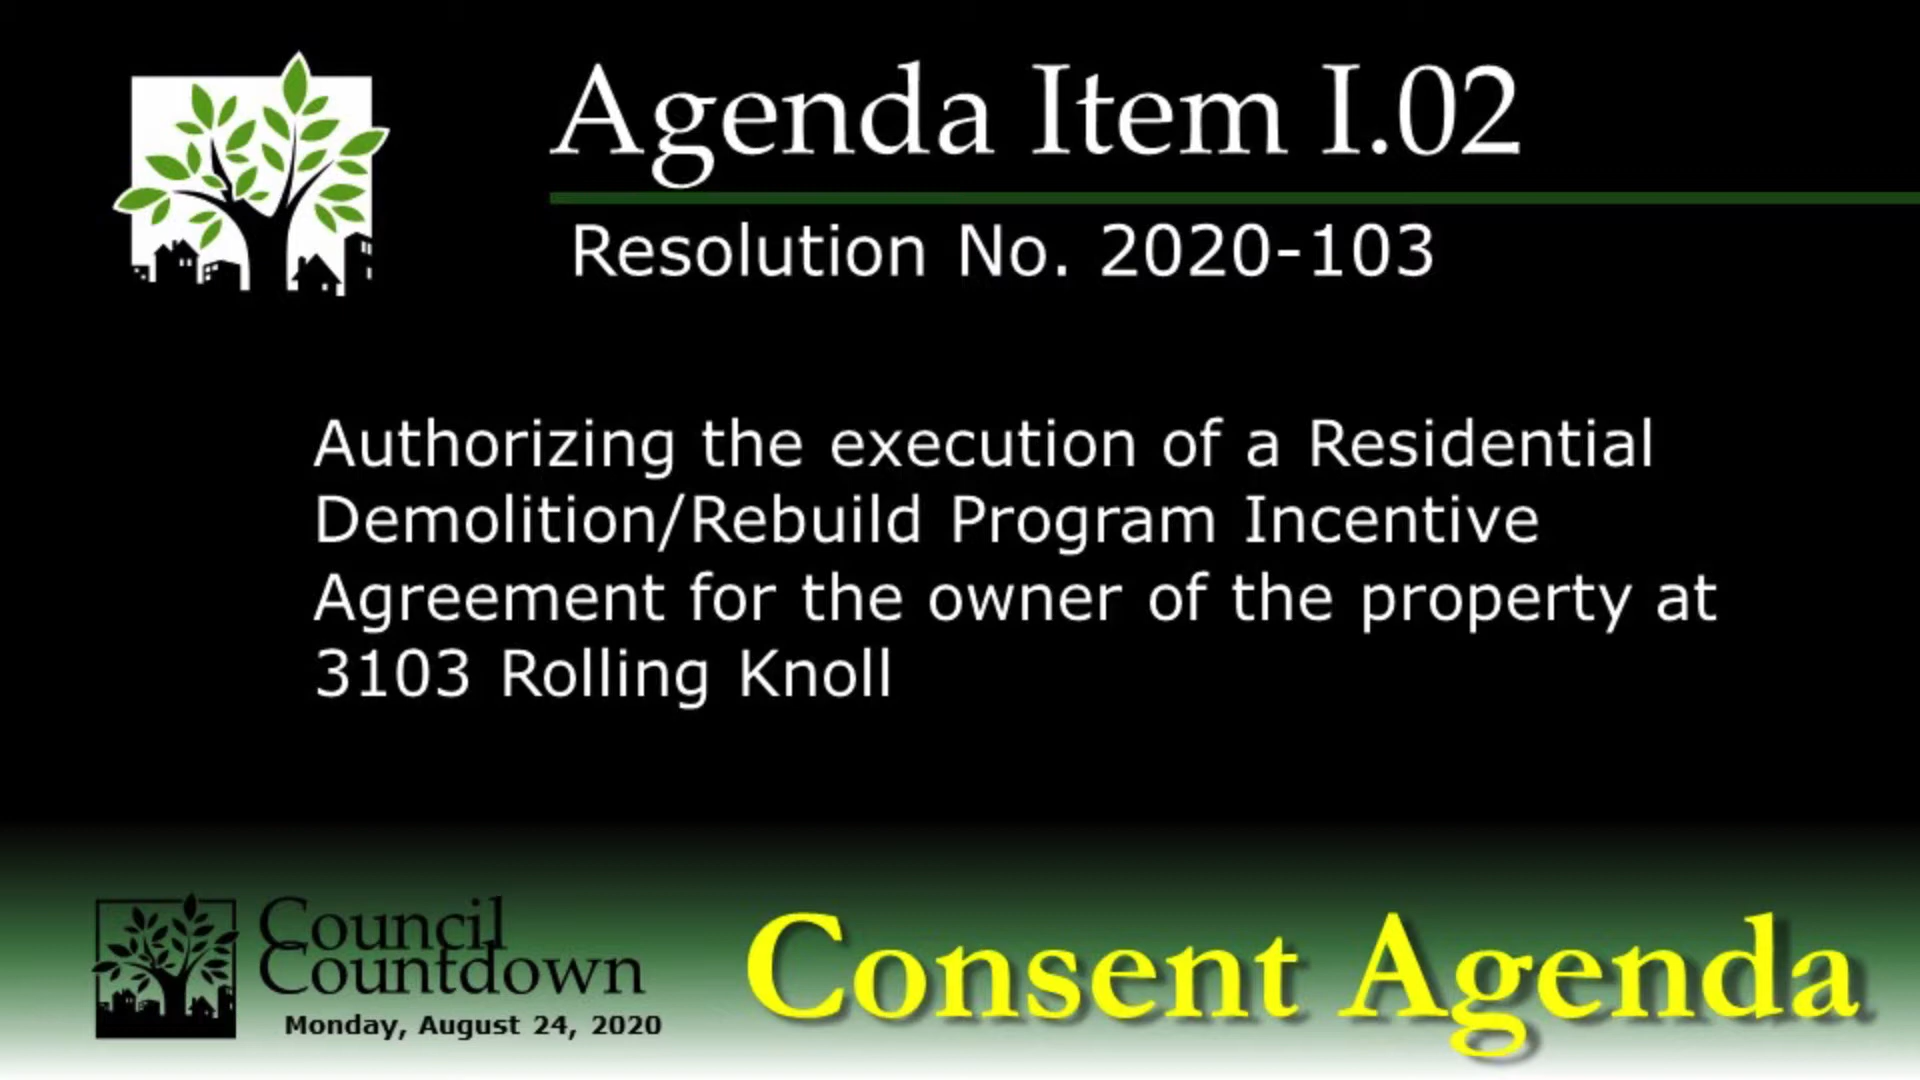 Agenda Item I.02
Resolution No. 2020-103
Authorizing the execution of a Residential
Demolition/Rebuild Program Incentive
Agreement for the owner of the property at
3103 Rolling Knoll
Council
Countdown
Monday, August 24, 2020
Consent Agenda